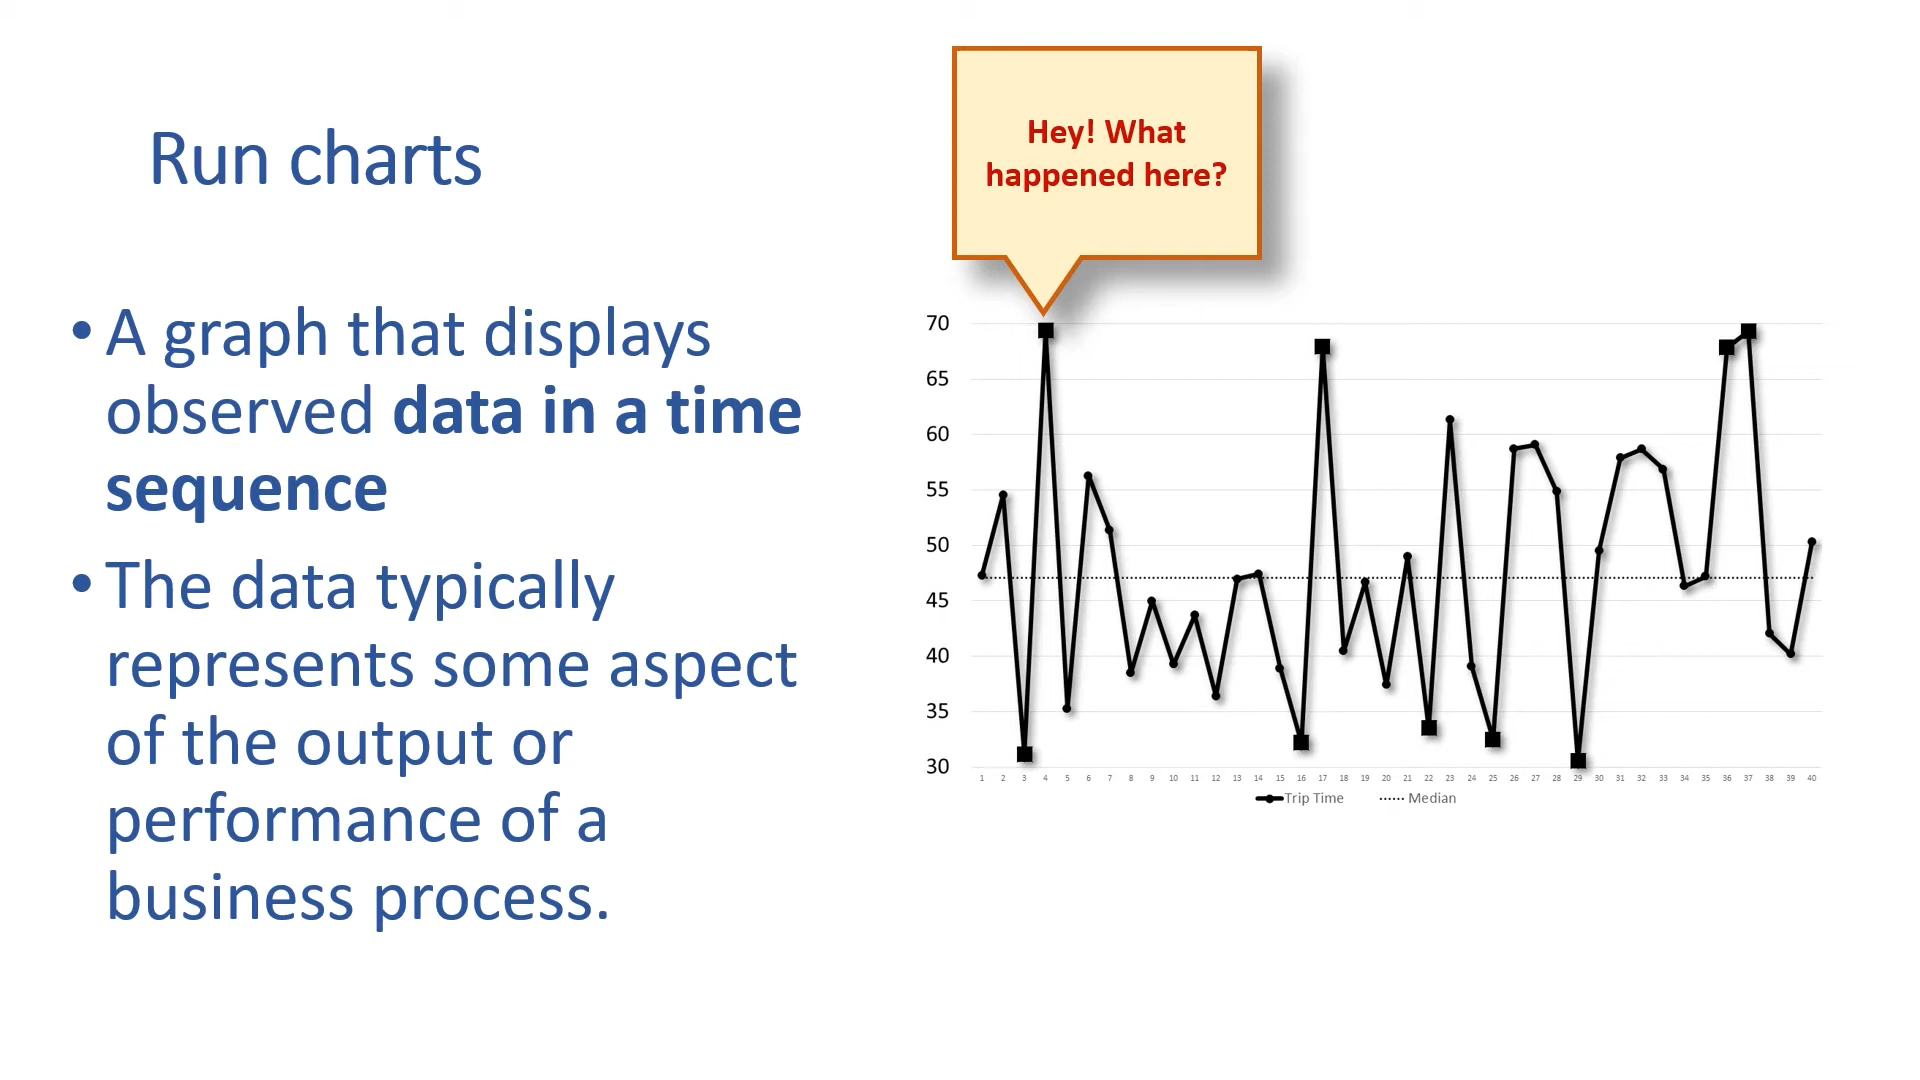 Run charts
• A graph that displays
observed data in a time
sequence
• The data typically
represents some aspect
of the output or
performance of a
business process.
Hey! What
happened here?
70
65
60
55
50
45
40
35
30
1 2 3 4 5 6 7 8 9 10 11 12 13 14 15 16 17 18 19 20 21 22 23 24 25 26 27 28 29 30 31 32 33 34 35 36 37 38 39 40
Trip Time Median